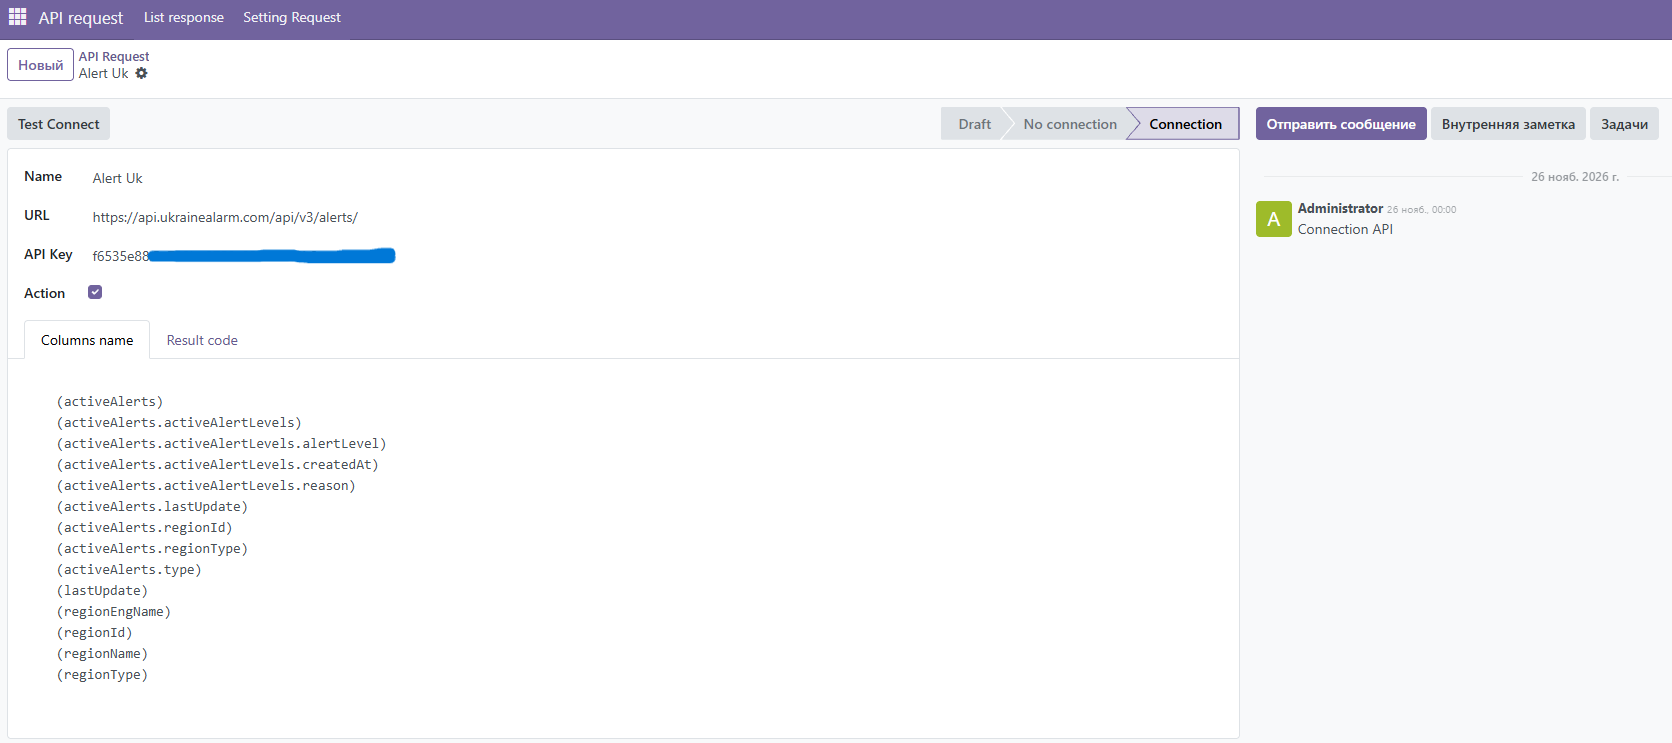 API request List response Setting Request
Новый
API Request
Alert Uk
Test Connect
Draft No connection Connection
Отправить сообщение Внутренняя заметка Задачи
Name Alert Uk
URL https://api.ukrainealarm.com/api/v3/alerts/
API Key f6535e88
Action
Columns name Result code
(activeAlerts)
(activeAlerts.activeAlertLevels)
(activeAlerts.activeAlertLevels.alertLevel)
(activeAlerts.activeAlertLevels.createdAt)
(activeAlerts.activeAlertLevels.reason)
(activeAlerts.lastUpdate)
(activeAlerts.regionId)
(activeAlerts.regionType)
(activeAlerts.type)
(lastUpdate)
(regionEngName)
(regionId)
(regionName)
(regionType)
26 нояб. 2026 г.
A
Administrator 26 нояб., 00:00
Connection API